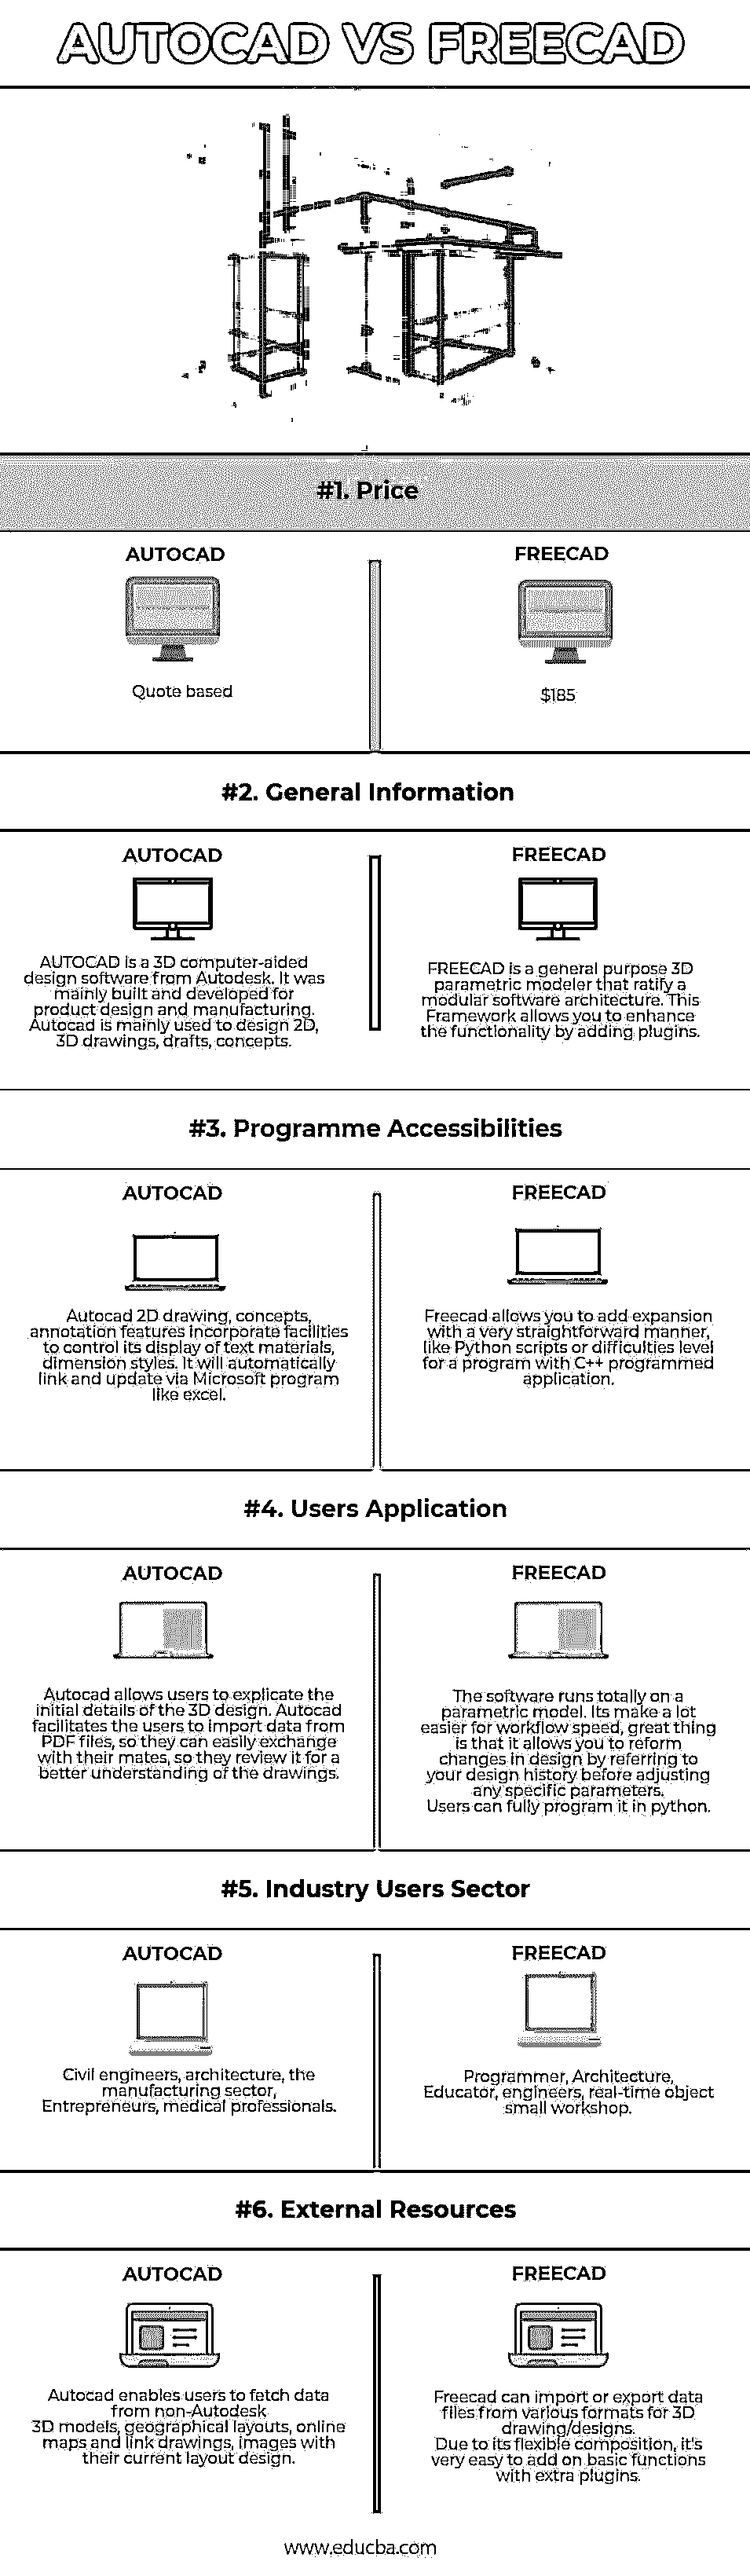 AUTOCAD VS FREECAD
#1. Price
AUTOCAD
Quote based
FREECAD
$185
#2. General Information
AUTOCAD
AUTOCAD is a 3D computer-aided
design software from Autodesk. It was
mainly built and developed for
product design and manufacturing.
Autocad is mainly used to design 2D,
3D drawings, drafts, concepts.
FREECAD
FREECAD is a general purpose 3D
parametric modeler that ratify a
modular software architecture. This
Framework allows you to enhance
the functionality by adding plugins.
#3. Programme Accessibilities
AUTOCAD
Autocad 2D drawing, concepts,
annotation features incorporate facilities
to control its display of text materials,
dimension styles. It will automatically
link and update via Microsoft program
like excel.
FREECAD
Freecad allows you to add expansion
with a very straightforward manner,
like Python scripts or difficulties level
for a program with C++ programmed
application.
#4. Users Application
AUTOCAD
Autocad allows users to explicate the
initial details of the 3D design. Autocad
facilitates the users to import data from
PDF files, so they can easily exchange
with their mates, so they review it for a
better understanding of the drawings.
FREECAD
The software runs totally on a
parametric model. Its make a lot
easier for workflow speed, great thing
is that it allows you to reform
changes in design by referring to
your design history before adjusting
any specific parameters.
Users can fully program it in python.
#5. Industry Users Sector
AUTOCAD
Civil engineers, architecture, the
manufacturing sector,
Entrepreneurs, medical professionals.
FREECAD
Programmer, Architecture,
Educator, engineers, real-time object
small workshop.
#6. External Resources
AUTOCAD
Autocad enables users to fetch data
from non-Autodesk
3D models, geographical layouts, online
maps and link drawings, images with
their current layout design.
FREECAD
Freecad can import or export data
files from various formats for 3D
drawing/designs.
Due to its flexible composition, it's
very easy to add on basic functions
with extra plugins.
www.educba.com